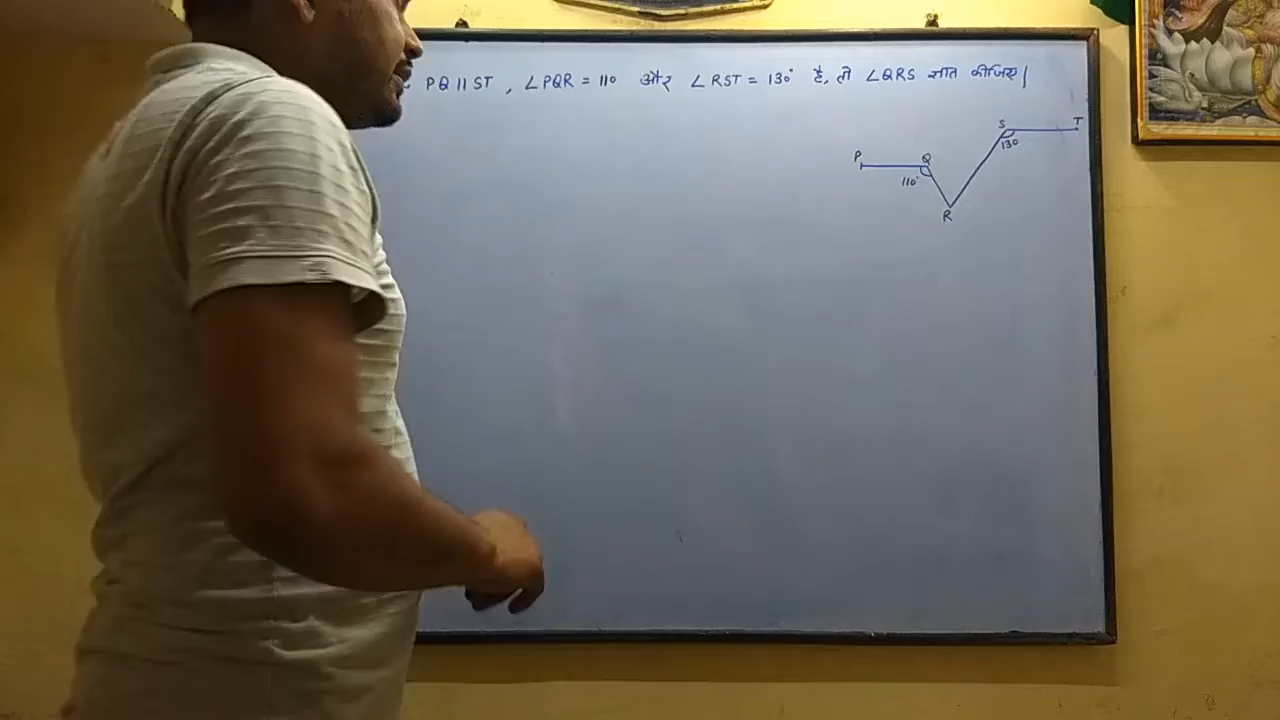 PQ || ST , ∠PQR = 110 और ∠RST = 130° है, तो ∠QRS ज्ञात कीजिए |
S T
130
P Q
110°
R